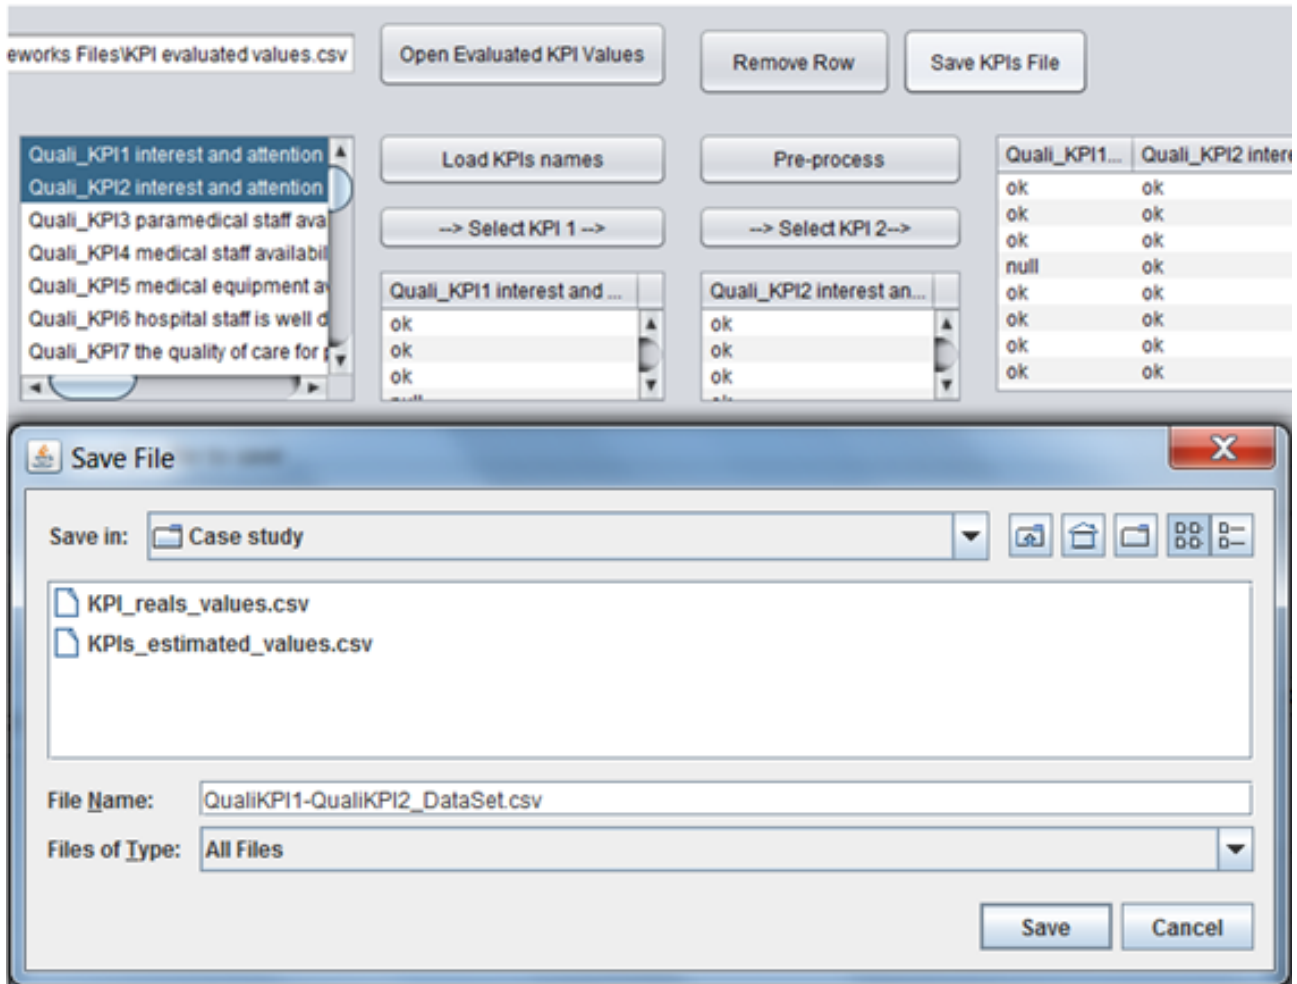 eworks Files\KPI evaluated values.csv
Open Evaluated KPI Values
Remove Row
Save KPIs File
Quali_KPI1 interest and attention
Quali_KPI2 interest and attention
Quali_KPI3 paramedical staff ava
Quali_KPI4 medical staff availabil
Quali_KPI5 medical equipment a
Quali_KPI6 hospital staff is well d
Quali_KPI7 the quality of care for p
Load KPIs names
Pre-process
--> Select KPI 1 -->
--> Select KPI 2-->
Quali_KPI1 interest and ...
ok
ok
ok
null
Quali_KPI2 interest an...
ok
ok
ok
ok
Quali_KPI1... Quali_KPI2 intere
ok ok
ok ok
ok ok
null ok
ok ok
ok ok
ok ok
ok ok
Save File
Save in: Case study
KPI_reals_values.csv
KPIs_estimated_values.csv
File Name: QualiKPI1-QualiKPI2_DataSet.csv
Files of Type: All Files
Save
Cancel